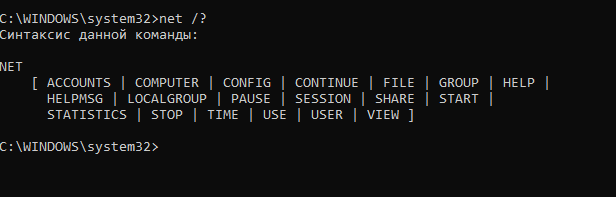 C:\WINDOWS\system32>net /?
Синтаксис данной команды:
NET
[ ACCOUNTS | COMPUTER | CONFIG | CONTINUE | FILE | GROUP | HELP |
HELPMSG | LOCALGROUP | PAUSE | SESSION | SHARE | START |
STATISTICS | STOP | TIME | USE | USER | VIEW ]
C:\WINDOWS\system32>